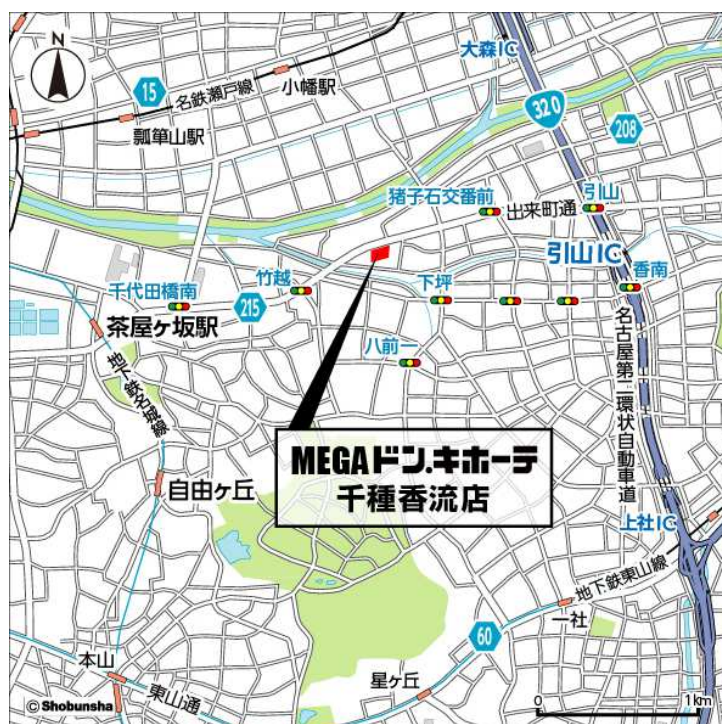 N
大森IC
小幡駅
15
名鉄瀬戸線
320
瓢箪山駅
208
猪子石交番前
出来町通
引山
引山IC
竹越
下坪
香南
千代田橋南
215
茶屋ヶ坂駅
八前一
地下鉄名城線
名古屋第二環状自動車道
MEGAドン.キホーテ
千種香流店
自由ヶ丘
上社IC
地下鉄東山線
一社
60
本山
東山通
星ヶ丘
© Shobunsha
0 1km